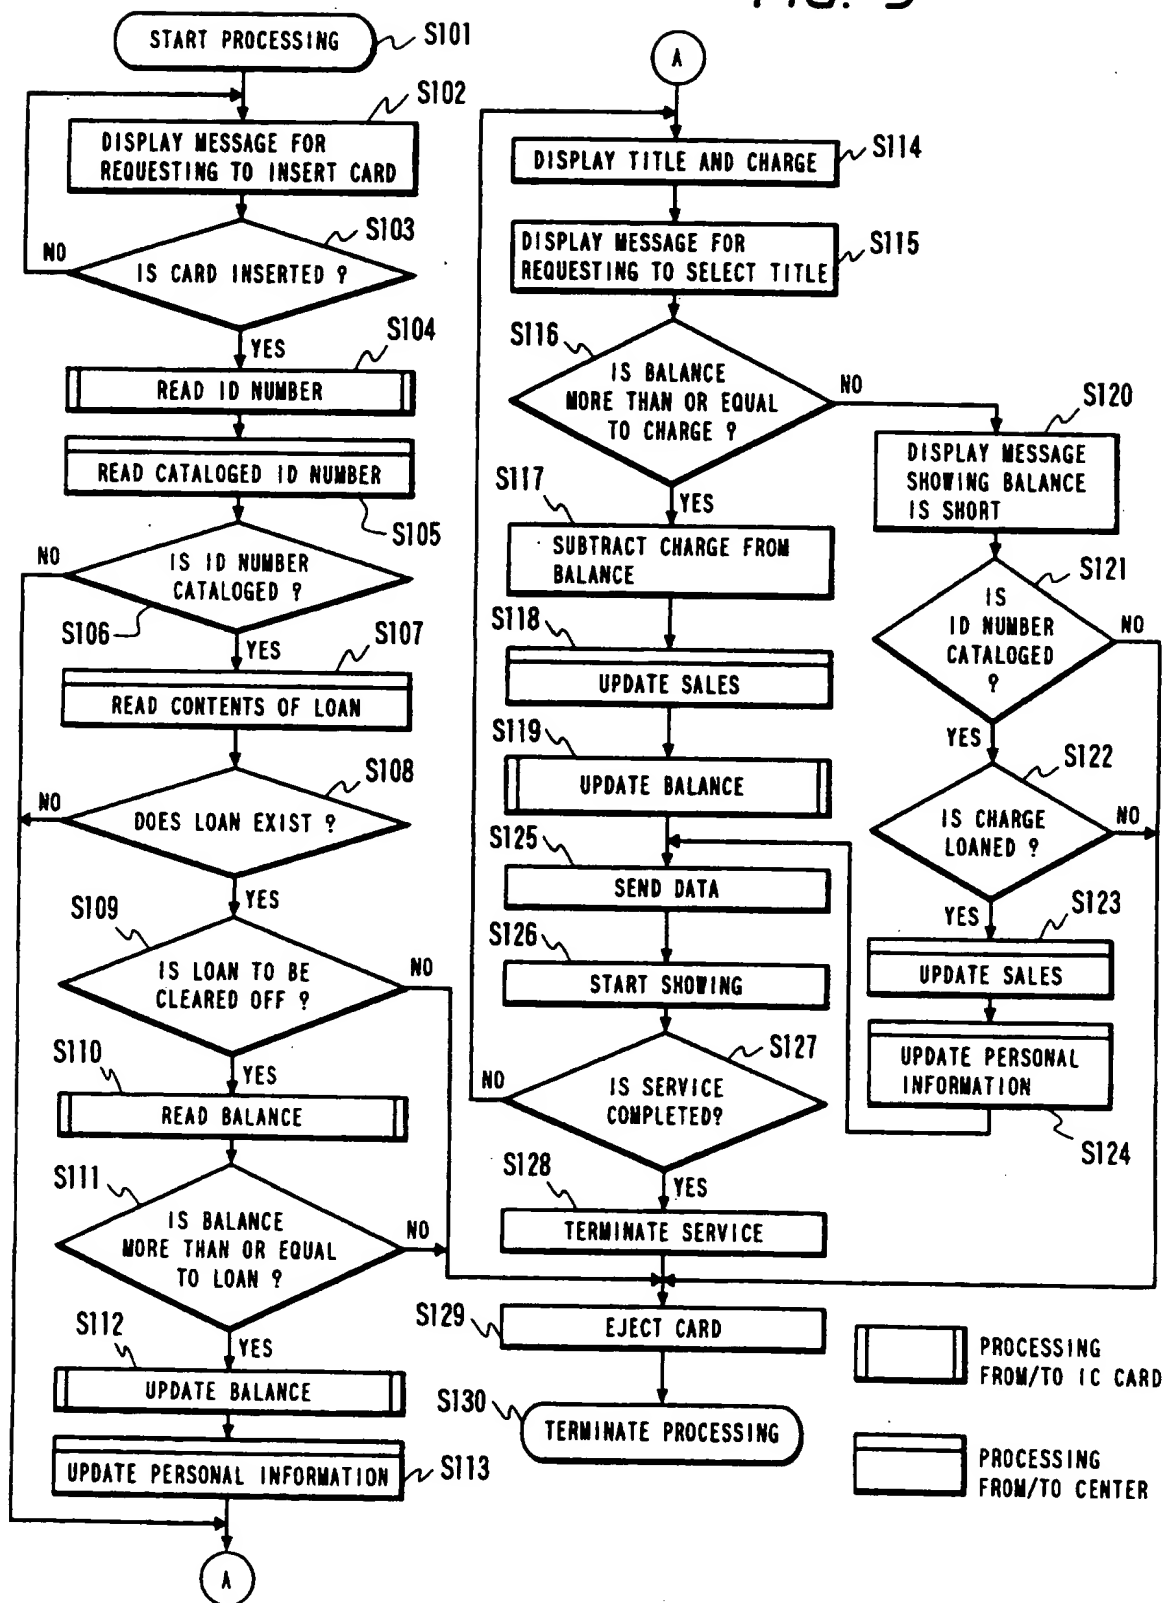 FIG. 3
START PROCESSING
S101
S102
DISPLAY MESSAGE FOR
REQUESTING TO INSERT CARD
S103
NO
IS CARD INSERTED ?
YES
S104
READ ID NUMBER
READ CATALOGED ID NUMBER
S105
NO
IS ID NUMBER
CATALOGED ?
S106
YES
S107
READ CONTENTS OF LOAN
S108
NO
DOES LOAN EXIST ?
YES
S109
IS LOAN TO BE
CLEARED OFF ?
NO
YES
S110
READ BALANCE
S111
IS BALANCE
MORE THAN OR EQUAL
TO LOAN ?
NO
YES
S112
UPDATE BALANCE
UPDATE PERSONAL INFORMATION
S113
A
A
DISPLAY TITLE AND CHARGE
S114
DISPLAY MESSAGE FOR
REQUESTING TO SELECT TITLE
S115
S116
IS BALANCE
MORE THAN OR EQUAL
TO CHARGE ?
NO
YES
S117
SUBTRACT CHARGE FROM
BALANCE
S118
UPDATE SALES
S119
UPDATE BALANCE
S120
DISPLAY MESSAGE
SHOWING BALANCE
IS SHORT
S121
IS
ID NUMBER
CATALOGED
?
NO
YES
S122
IS CHARGE
LOANED ?
NO
YES
S123
UPDATE SALES
UPDATE PERSONAL
INFORMATION
S124
S125
SEND DATA
S126
START SHOWING
S127
NO
IS SERVICE
COMPLETED?
YES
S128
TERMINATE SERVICE
S129
EJECT CARD
S130
TERMINATE PROCESSING
PROCESSING
FROM/TO IC CARD
PROCESSING
FROM/TO CENTER